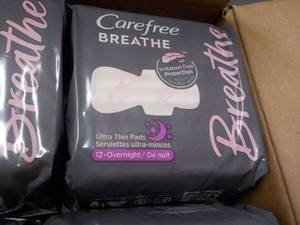 Carefree
BREATHE
Irritation Free
Protection
Ultra Thin Pads
Serviettes ultra-minces
12-Overnight / De nuit
Breathe
Breathe